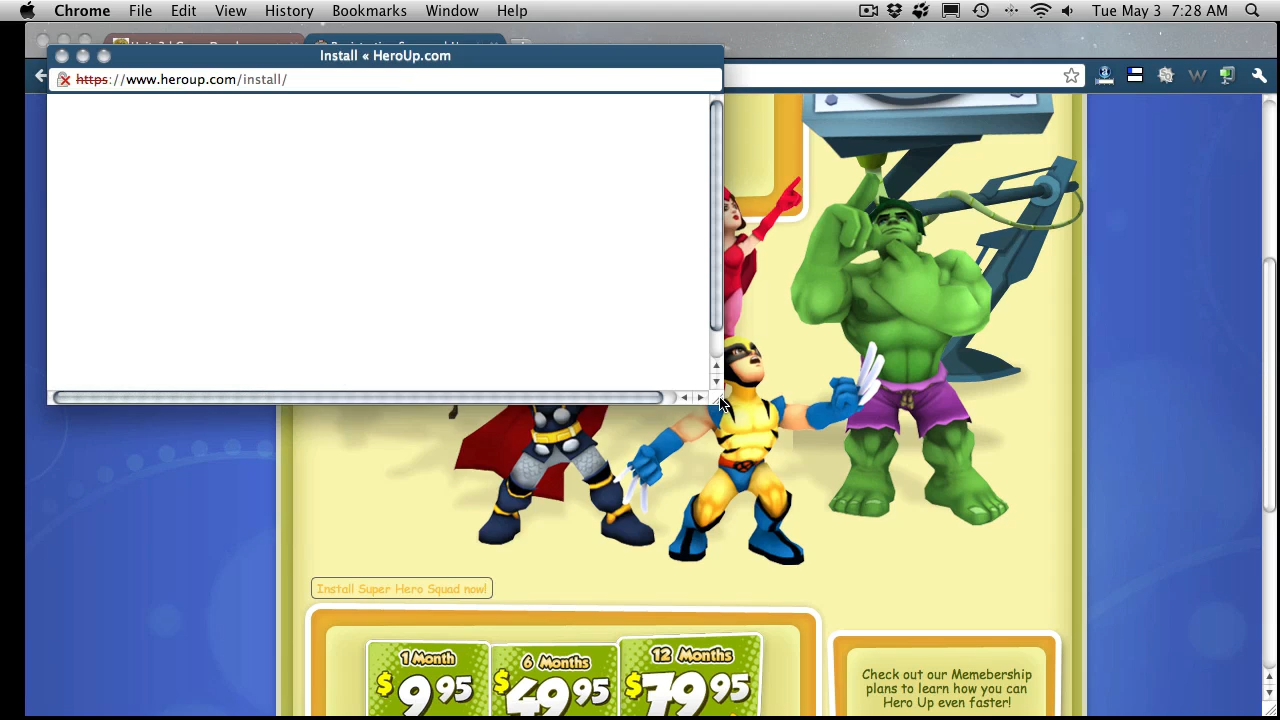 Chrome File Edit View History Bookmarks Window Help Tue May 3 7:28 AM
Install « HeroUp.com
https://www.heroup.com/install/
Install Super Hero Squad now!
1 Month
$9.95
6 Months
$49.95
12 Months
$79.95
Check out our Memebership
plans to learn how you can
Hero Up even faster!